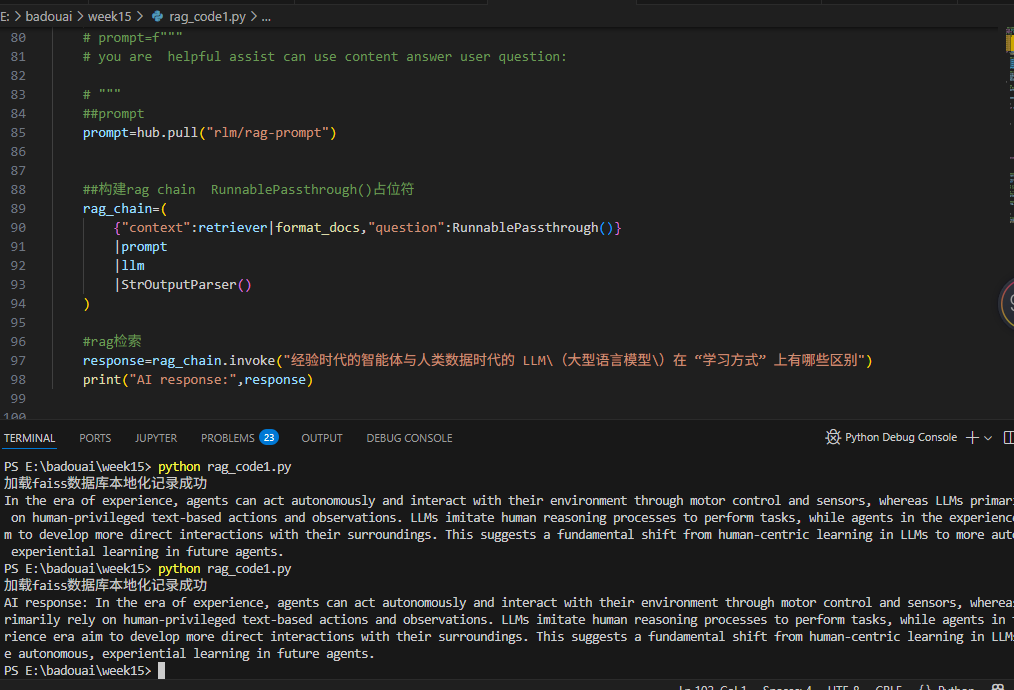 E: > badouai > week15 > rag_code1.py > ...
80 # prompt=f"""
81 # you are  helpful assist can use content answer user question:
82
83 # """
84 ##prompt
85 prompt=hub.pull("rlm/rag-prompt")
86
87
88 ##构建rag chain  RunnablePassthrough()占位符
89 rag_chain=(
90 {"context":retriever|format_docs,"question":RunnablePassthrough()}
91 |prompt
92 |llm
93 |StrOutputParser()
94 )
95
96 #rag检索
97 response=rag_chain.invoke("经验时代的智能体与人类数据时代的 LLM\（大型语言模型\）在 “学习方式” 上有哪些区别")
98 print("AI response:",response)
99
100
TERMINAL PORTS JUPYTER PROBLEMS 23 OUTPUT DEBUG CONSOLE Python Debug Console
PS E:\badouai\week15> python rag_code1.py
加载faiss数据库本地化记录成功
In the era of experience, agents can act autonomously and interact with their environment through motor control and sensors, whereas LLMs
on human-privileged text-based actions and observations. LLMs imitate human reasoning processes to perform tasks, while agents in the
m to develop more direct interactions with their surroundings. This suggests a fundamental shift from human-centric learning in LLMs to more
experiential learning in future agents.
PS E:\badouai\week15> python rag_code1.py
加载faiss数据库本地化记录成功
AI response: In the era of experience, agents can act autonomously and interact with their environment through motor control and sensors,
rimarily rely on human-privileged text-based actions and observations. LLMs imitate human reasoning processes to perform tasks, while agents in
rience era aim to develop more direct interactions with their surroundings. This suggests a fundamental shift from human-centric learning in
e autonomous, experiential learning in future agents.
PS E:\badouai\week15>